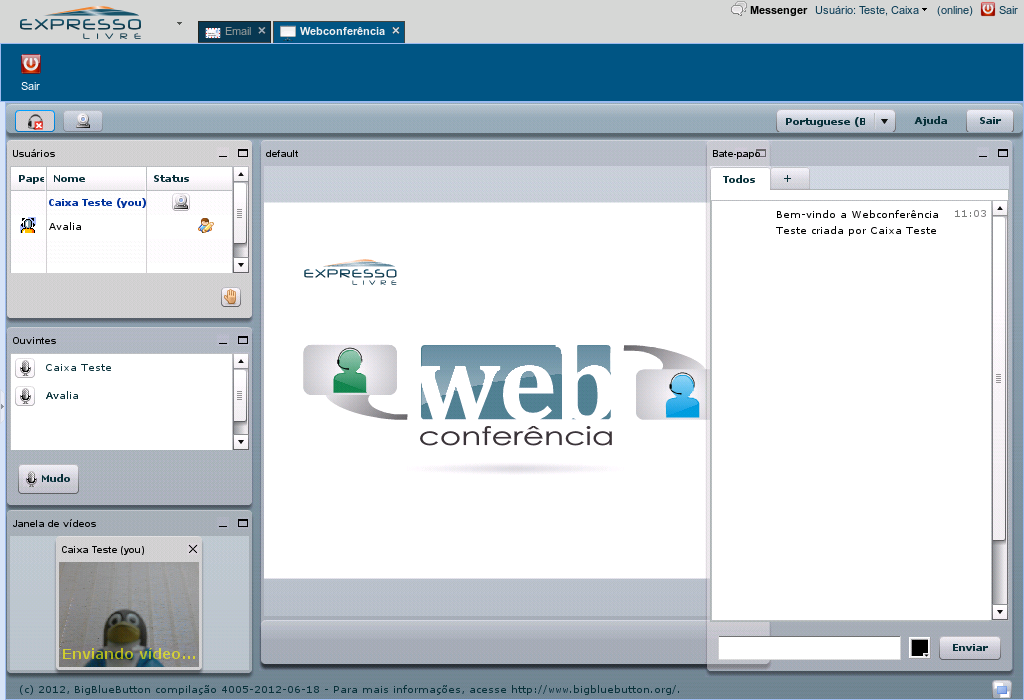 EXPRESSO
LIVRE
Email
Webconferência
Messenger
Usuário: Teste, Caixa
(online)
Sair
Sair
Portuguese (B
Ajuda
Sair
Usuários
Pape Nome Status
Caixa Teste (you)
Avalia
Ouvintes
Caixa Teste
Avalia
Mudo
Janela de vídeos
Caixa Teste (you)
Enviando vídeo...
default
EXPRESSO
LIVRE
web
conferência
Bate-papo
Todos
+
Bem-vindo a Webconferência 11:03
Teste criada por Caixa Teste
Enviar
(c) 2012, BigBlueButton compilação 4005-2012-06-18 - Para mais informações, acesse http://www.bigbluebutton.org/.